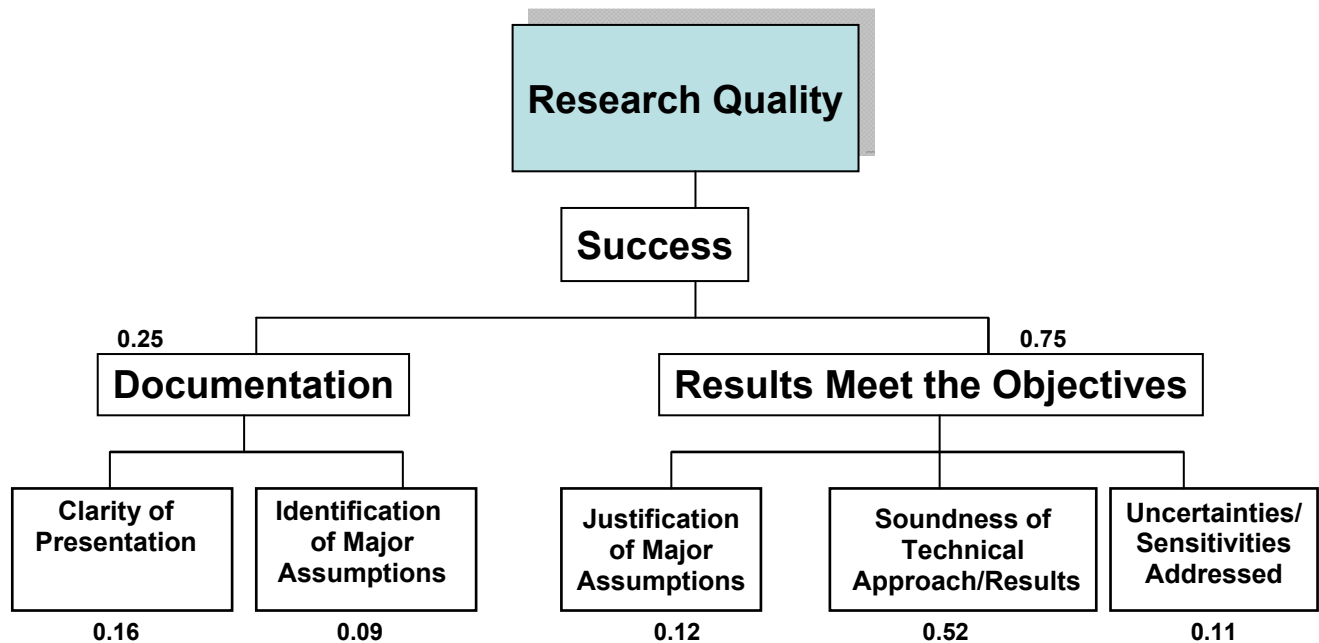 Research Quality
Success
0.25
0.75
Documentation
Results Meet the Objectives
Clarity of
Presentation
Identification
of Major
Assumptions
Justification
of Major
Assumptions
Soundness of
Technical
Approach/Results
Uncertainties/
Sensitivities
Addressed
0.16
0.09
0.12
0.52
0.11